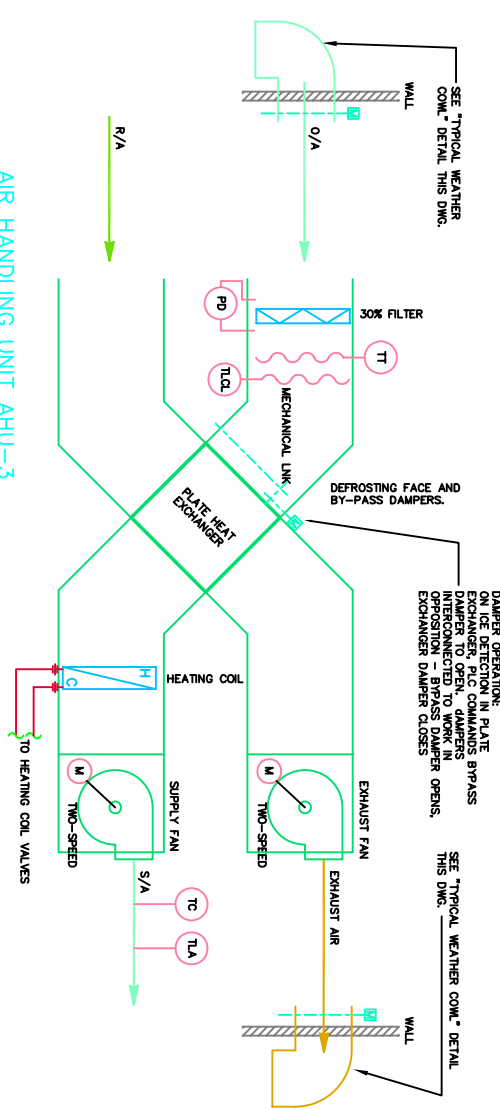 SEE "TYPICAL WEATHER
COWL" DETAIL THIS DWG.
WALL
M
O/A
R/A
30% FILTER
PD
TT
TLCL
MECHANICAL LNK
DEFROSTING FACE AND
BY-PASS DAMPERS.
M
PLATE HEAT
EXCHANGER
DAMPER OPERATION:
ON ICE DETECTION IN PLATE
EXCHANGER, PLC COMMANDS BYPASS
DAMPER TO OPEN. dAMPERS
INTERCONNECTED TO WORK IN
OPPOSITION - BYPASS DAMPER OPENS,
EXCHANGER DAMPER CLOSES
HEATING COIL
H
C
TO HEATING COIL VALVES
EXHAUST FAN
M
TWO-SPEED
SUPPLY FAN
M
TWO-SPEED
EXHAUST AIR
S/A
TC
TLA
SEE "TYPICAL WEATHER COWL" DETAIL
THIS DWG.
WALL
M
AIR HANDLING UNIT AHU-3